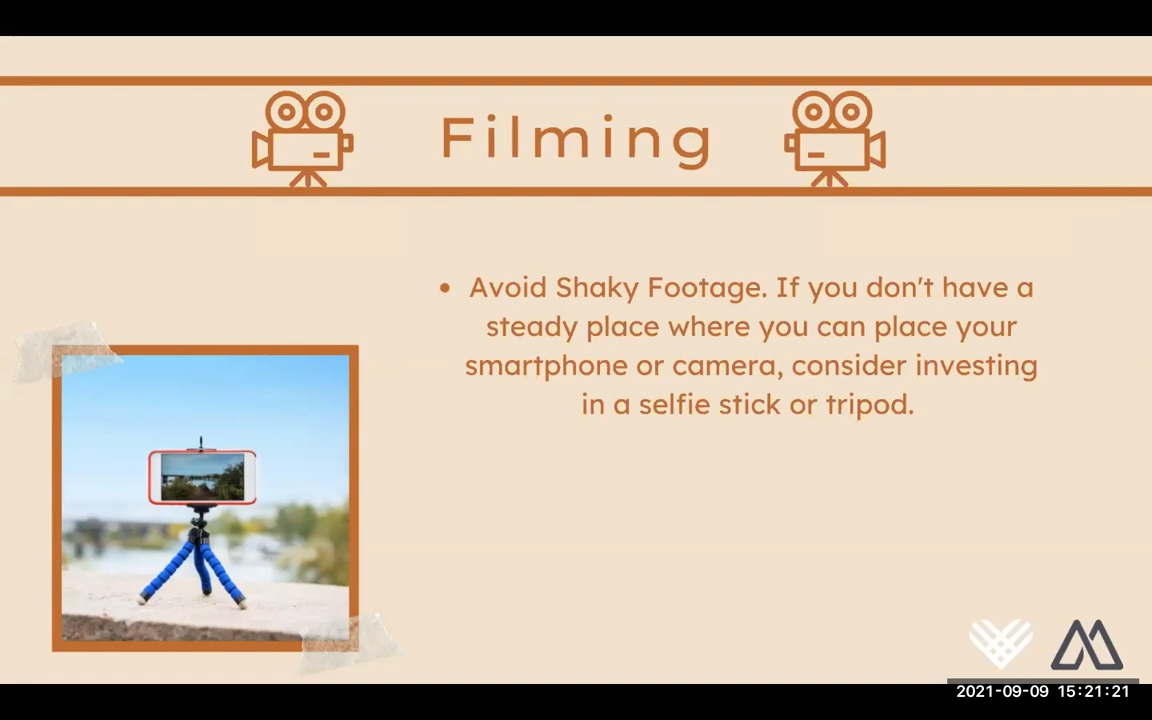 Filming
• Avoid Shaky Footage. If you don't have a
steady place where you can place your
smartphone or camera, consider investing
in a selfie stick or tripod.
2021-09-09 15:21:21